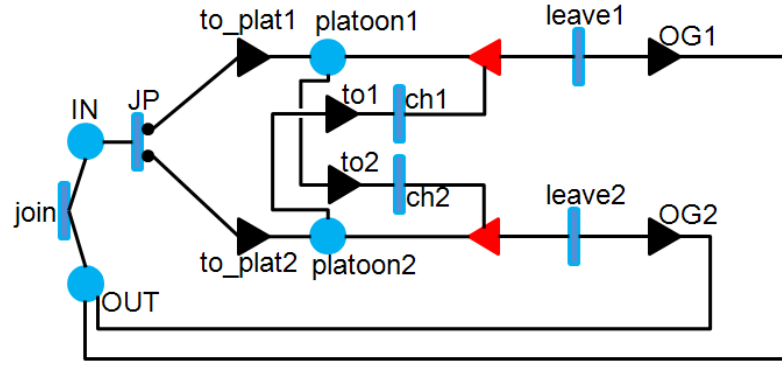 to_plat1
platoon1
leave1
OG1
IN
JP
to1
ch1
to2
ch2
join
leave2
OG2
to_plat2
platoon2
OUT